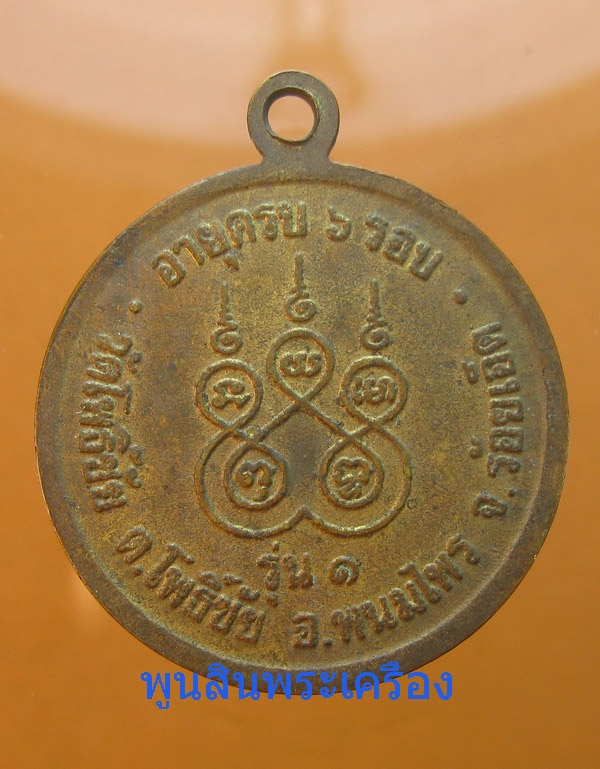 อายุครบ ๖ รอบ
วัดโพธิ์ชัย ต.โพธิ์ชัย อ.พนมไพร จ.ร้อยเอ็ด
รุ่น ๑
พูนสินพระเครื่อง